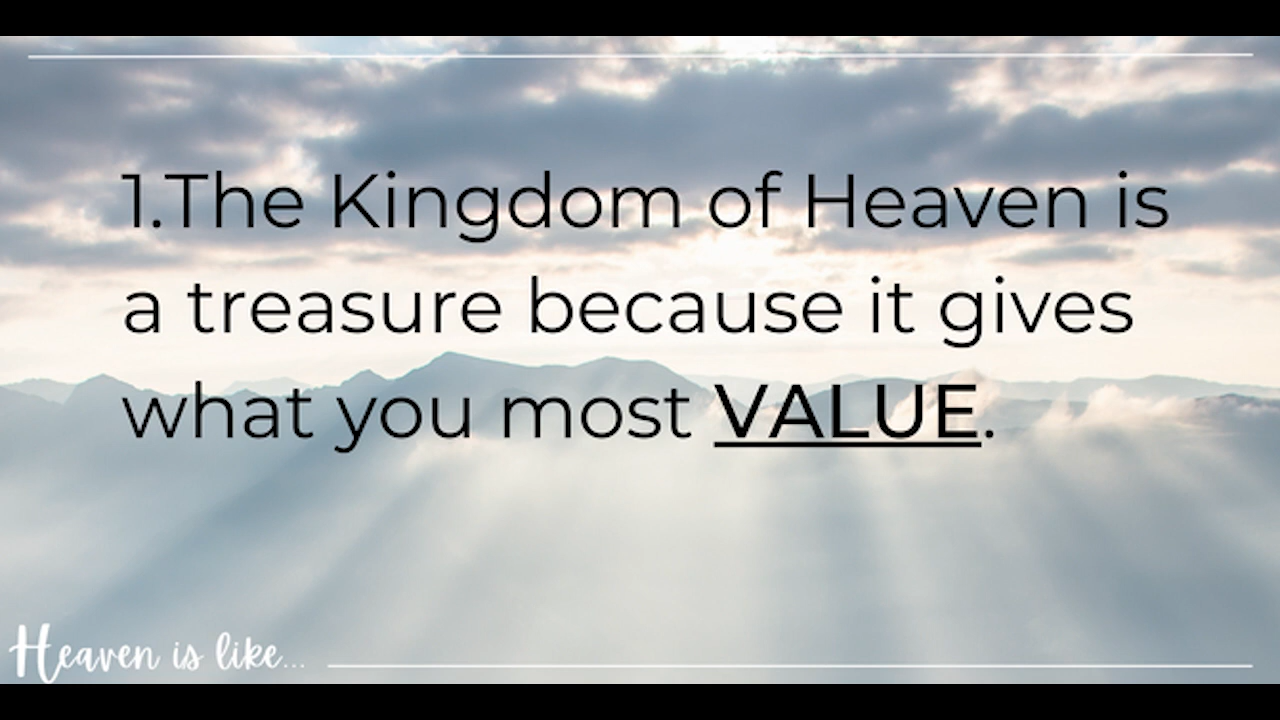 1.The Kingdom of Heaven is
a treasure because it gives
what you most VALUE.
Heaven is like...